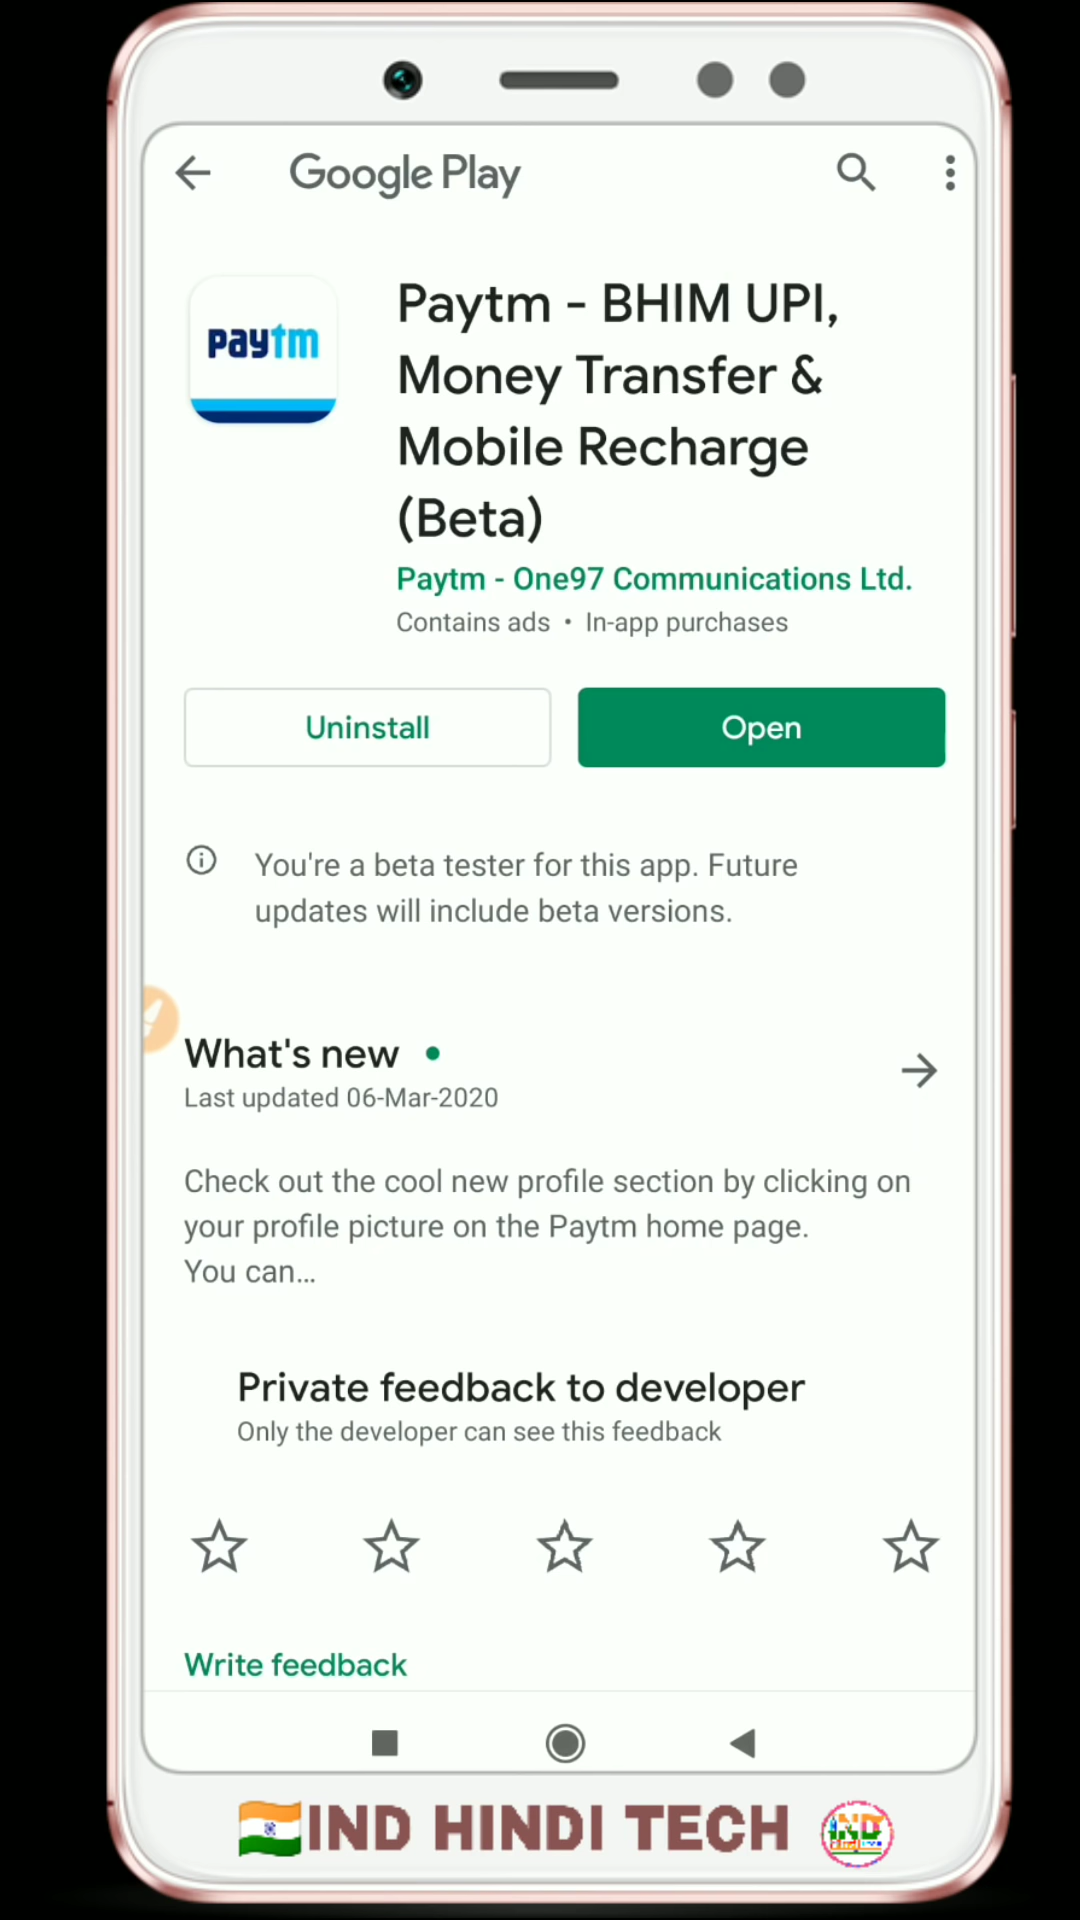 Google Play
paytm
Paytm - BHIM UPI,
Money Transfer &
Mobile Recharge
(Beta)
Paytm - One97 Communications Ltd.
Contains ads • In-app purchases
Uninstall
Open
You're a beta tester for this app. Future
updates will include beta versions.
What's new
Last updated 06-Mar-2020
Check out the cool new profile section by clicking on
your profile picture on the Paytm home page.
You can...
Private feedback to developer
Only the developer can see this feedback
Write feedback
IND HINDI TECH
IND